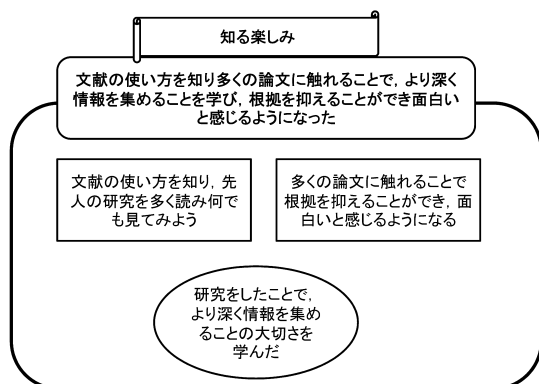 知る楽しみ
文献の使い方を知り多くの論文に触れることで，より深く
情報を集めることを学び，根拠を抑えることができ面白い
と感じるようになった
文献の使い方を知り，先
人の研究を多く読み何で
も見てみよう
多くの論文に触れることで
根拠を抑えることができ，面
白いと感じるようになる
研究をしたことで，
より深く情報を集め
ることの大切さを
学んだ